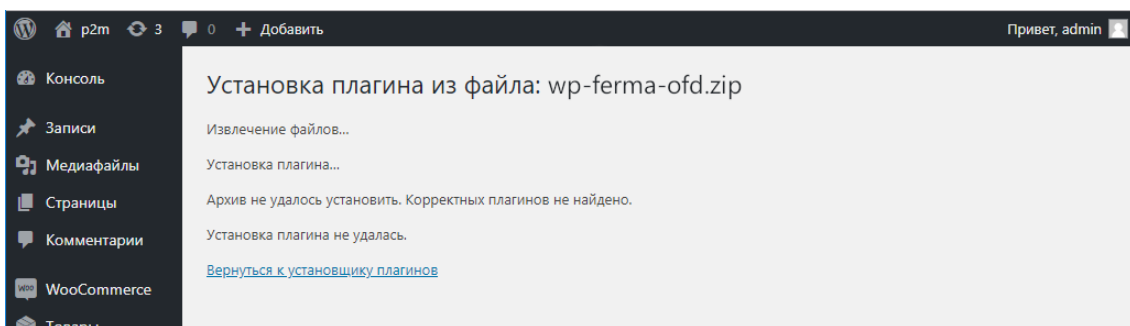 p2m 3 0 + Добавить Привет, admin
Консоль
Установка плагина из файла: wp-ferma-ofd.zip
Записи
Извлечение файлов...
Медиафайлы
Установка плагина...
Страницы
Архив не удалось установить. Корректных плагинов не найдено.
Комментарии
Установка плагина не удалась.
Вернуться к установщику плагинов
Woo WooCommerce
Товары